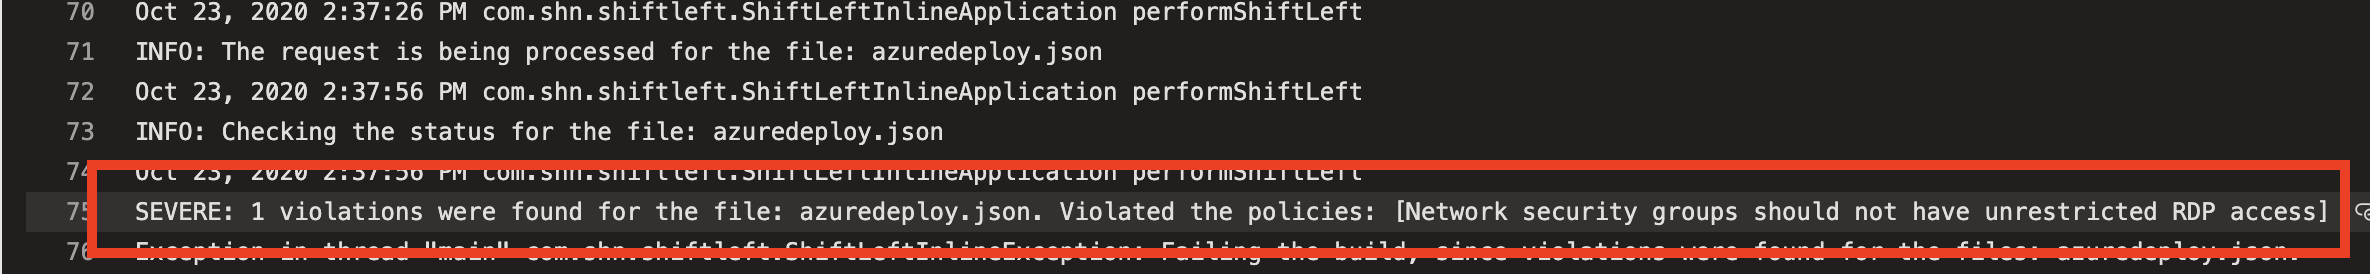 70 Oct 23, 2020 2:37:26 PM com.shn.shiftleft.ShiftLeftInlineApplication performShiftLeft
71 INFO: The request is being processed for the file: azuredeploy.json
72 Oct 23, 2020 2:37:56 PM com.shn.shiftleft.ShiftLeftInlineApplication performShiftLeft
73 INFO: Checking the status for the file: azuredeploy.json
74 Oct 23, 2020 2:37:56 PM com.shn.shiftleft.ShiftLeftInlineApplication performShiftLeft
75 SEVERE: 1 violations were found for the file: azuredeploy.json. Violated the policies: [Network security groups should not have unrestricted RDP access]
76 Exception in thread "main" com.shn.shiftleft.ShiftLeftInlineException: Failing the build, since violations were found for the files: azuredeploy.json.